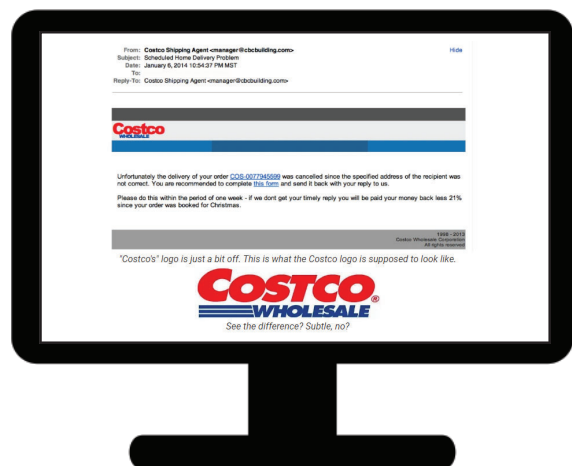 From: Costco Shipping Agent <manager@cbcbuilding.com>
Hide
Subject: Scheduled Home Delivery Problem
Date: January 6, 2014 10:54:37 PM MST
To:
Reply-To: Costco Shipping Agent <manager@cbcbuilding.com>
Costco
WHOLESALE
Unfortunately the delivery of your order COS-0077945599 was cancelled since the specified address of the recipient was
not correct. You are recommended to complete this form and send it back with your reply to us.
Please do this within the period of one week - if we dont get your timely reply you will be paid your money back less 21%
since your order was booked for Christmas.
1998 - 2013
Costco Wholesale Corporation
All rights reserved
"Costco's" logo is just a bit off. This is what the Costco logo is supposed to look like.
COSTCO®
WHOLESALE
See the difference? Subtle, no?